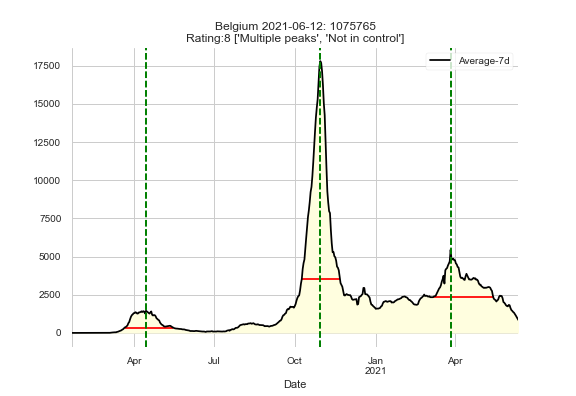 Belgium 2021-06-12: 1075765
Rating:8 ['Multiple peaks', 'Not in control']
Average-7d
17500
15000
12500
10000
7500
5000
2500
0
Apr
Jul
Oct
Jan
2021
Apr
Date